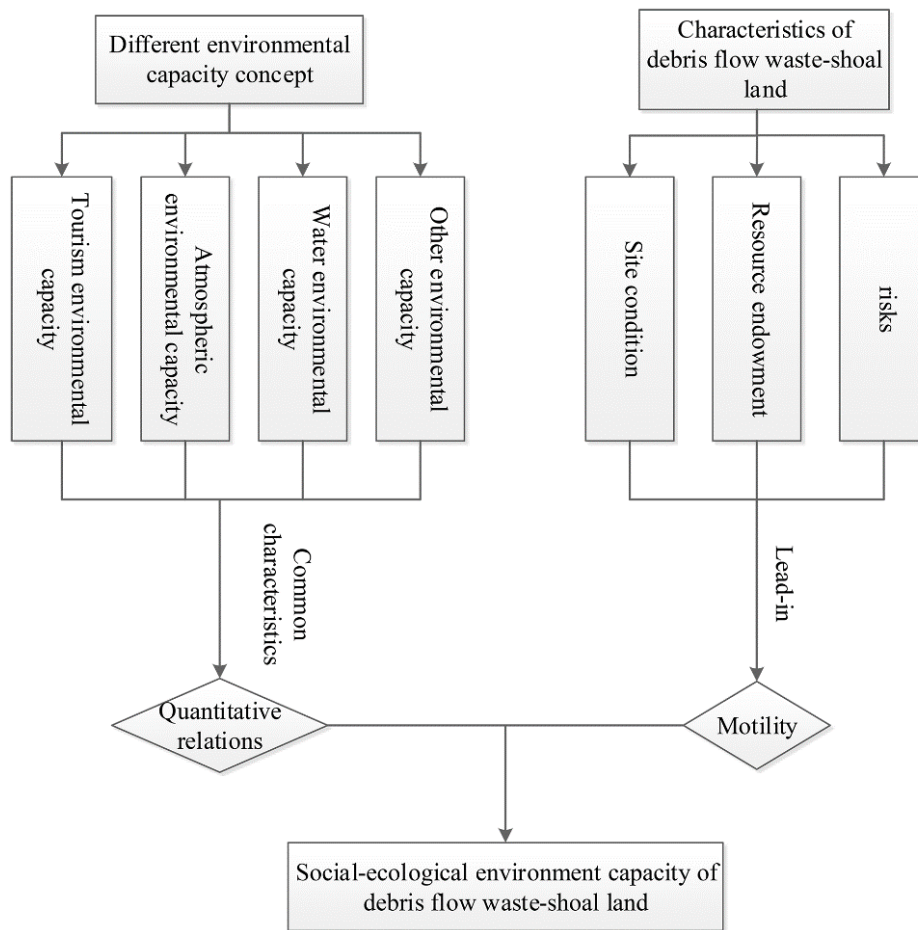 Different environmental
capacity concept
Characteristics of
debris flow waste-shoal
land
Tourism environmental
capacity
Atmospheric
environmental capacity
Water environmental
capacity
Other environmental
capacity
Site condition
Resource endowment
risks
Common
characteristics
Lead-in
Quantitative
relations
Motility
Social-ecological environment capacity of
debris flow waste-shoal land